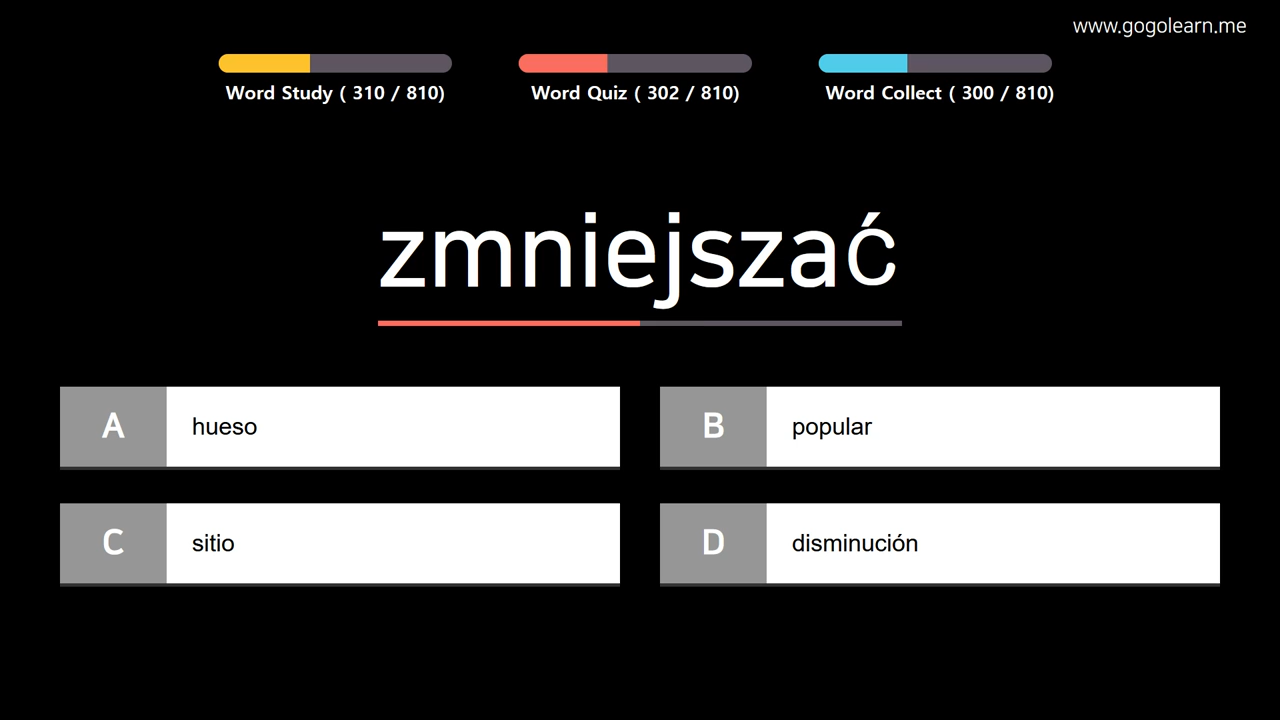 www.gogolearn.me
Word Study ( 310 / 810)
Word Quiz ( 302 / 810)
Word Collect ( 300 / 810)
zmniejszać
A hueso
B popular
C sitio
D disminución